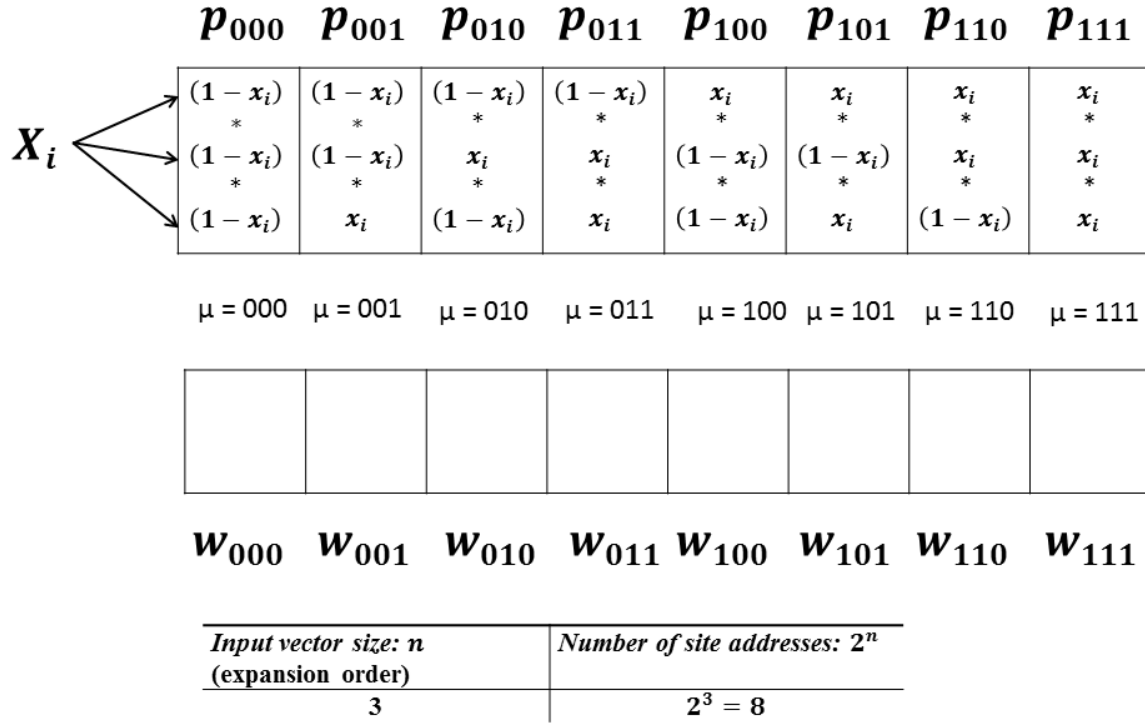 p₀₀₀ p₀₀₁ p₀₁₀ p₀₁₁ p₁₀₀ p₁₀₁ p₁₁₀ p₁₁₁
(1 − xᵢ) (1 − xᵢ) (1 − xᵢ) (1 − xᵢ) xᵢ xᵢ xᵢ xᵢ
* * * * * * * *
Xᵢ (1 − xᵢ) (1 − xᵢ) xᵢ xᵢ (1 − xᵢ) (1 − xᵢ) xᵢ xᵢ
* * * * * * * *
(1 − xᵢ) xᵢ (1 − xᵢ) xᵢ (1 − xᵢ) xᵢ (1 − xᵢ) xᵢ
μ = 000 μ = 001 μ = 010 μ = 011 μ = 100 μ = 101 μ = 110 μ = 111
w₀₀₀ w₀₀₁ w₀₁₀ w₀₁₁ w₁₀₀ w₁₀₁ w₁₁₀ w₁₁₁
Input vector size: n Number of site addresses: 2ⁿ
(expansion order)
3 2³ = 8